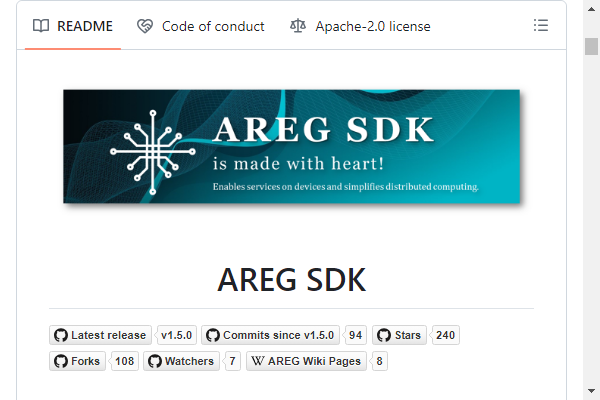 README Code of conduct Apache-2.0 license
AREG SDK
is made with heart!
Enables services on devices and simplifies distributed computing.
AREG SDK
Latest release v1.5.0 Commits since v1.5.0 94 Stars 240
Forks 108 Watchers 7 W AREG Wiki Pages 8